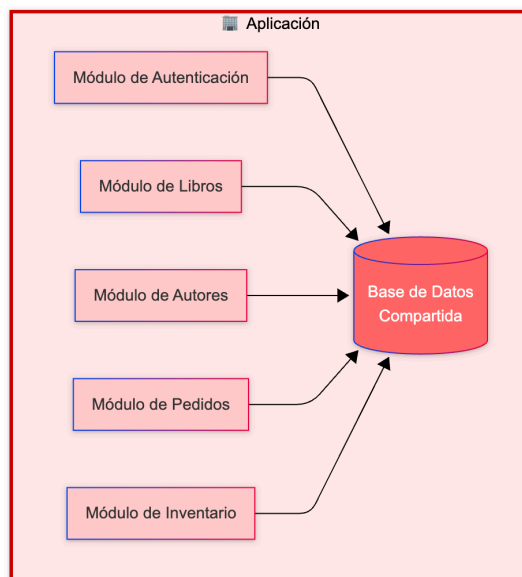 🏢 Aplicación
Módulo de Autenticación
Módulo de Libros
Módulo de Autores
Módulo de Pedidos
Módulo de Inventario
Base de Datos
Compartida